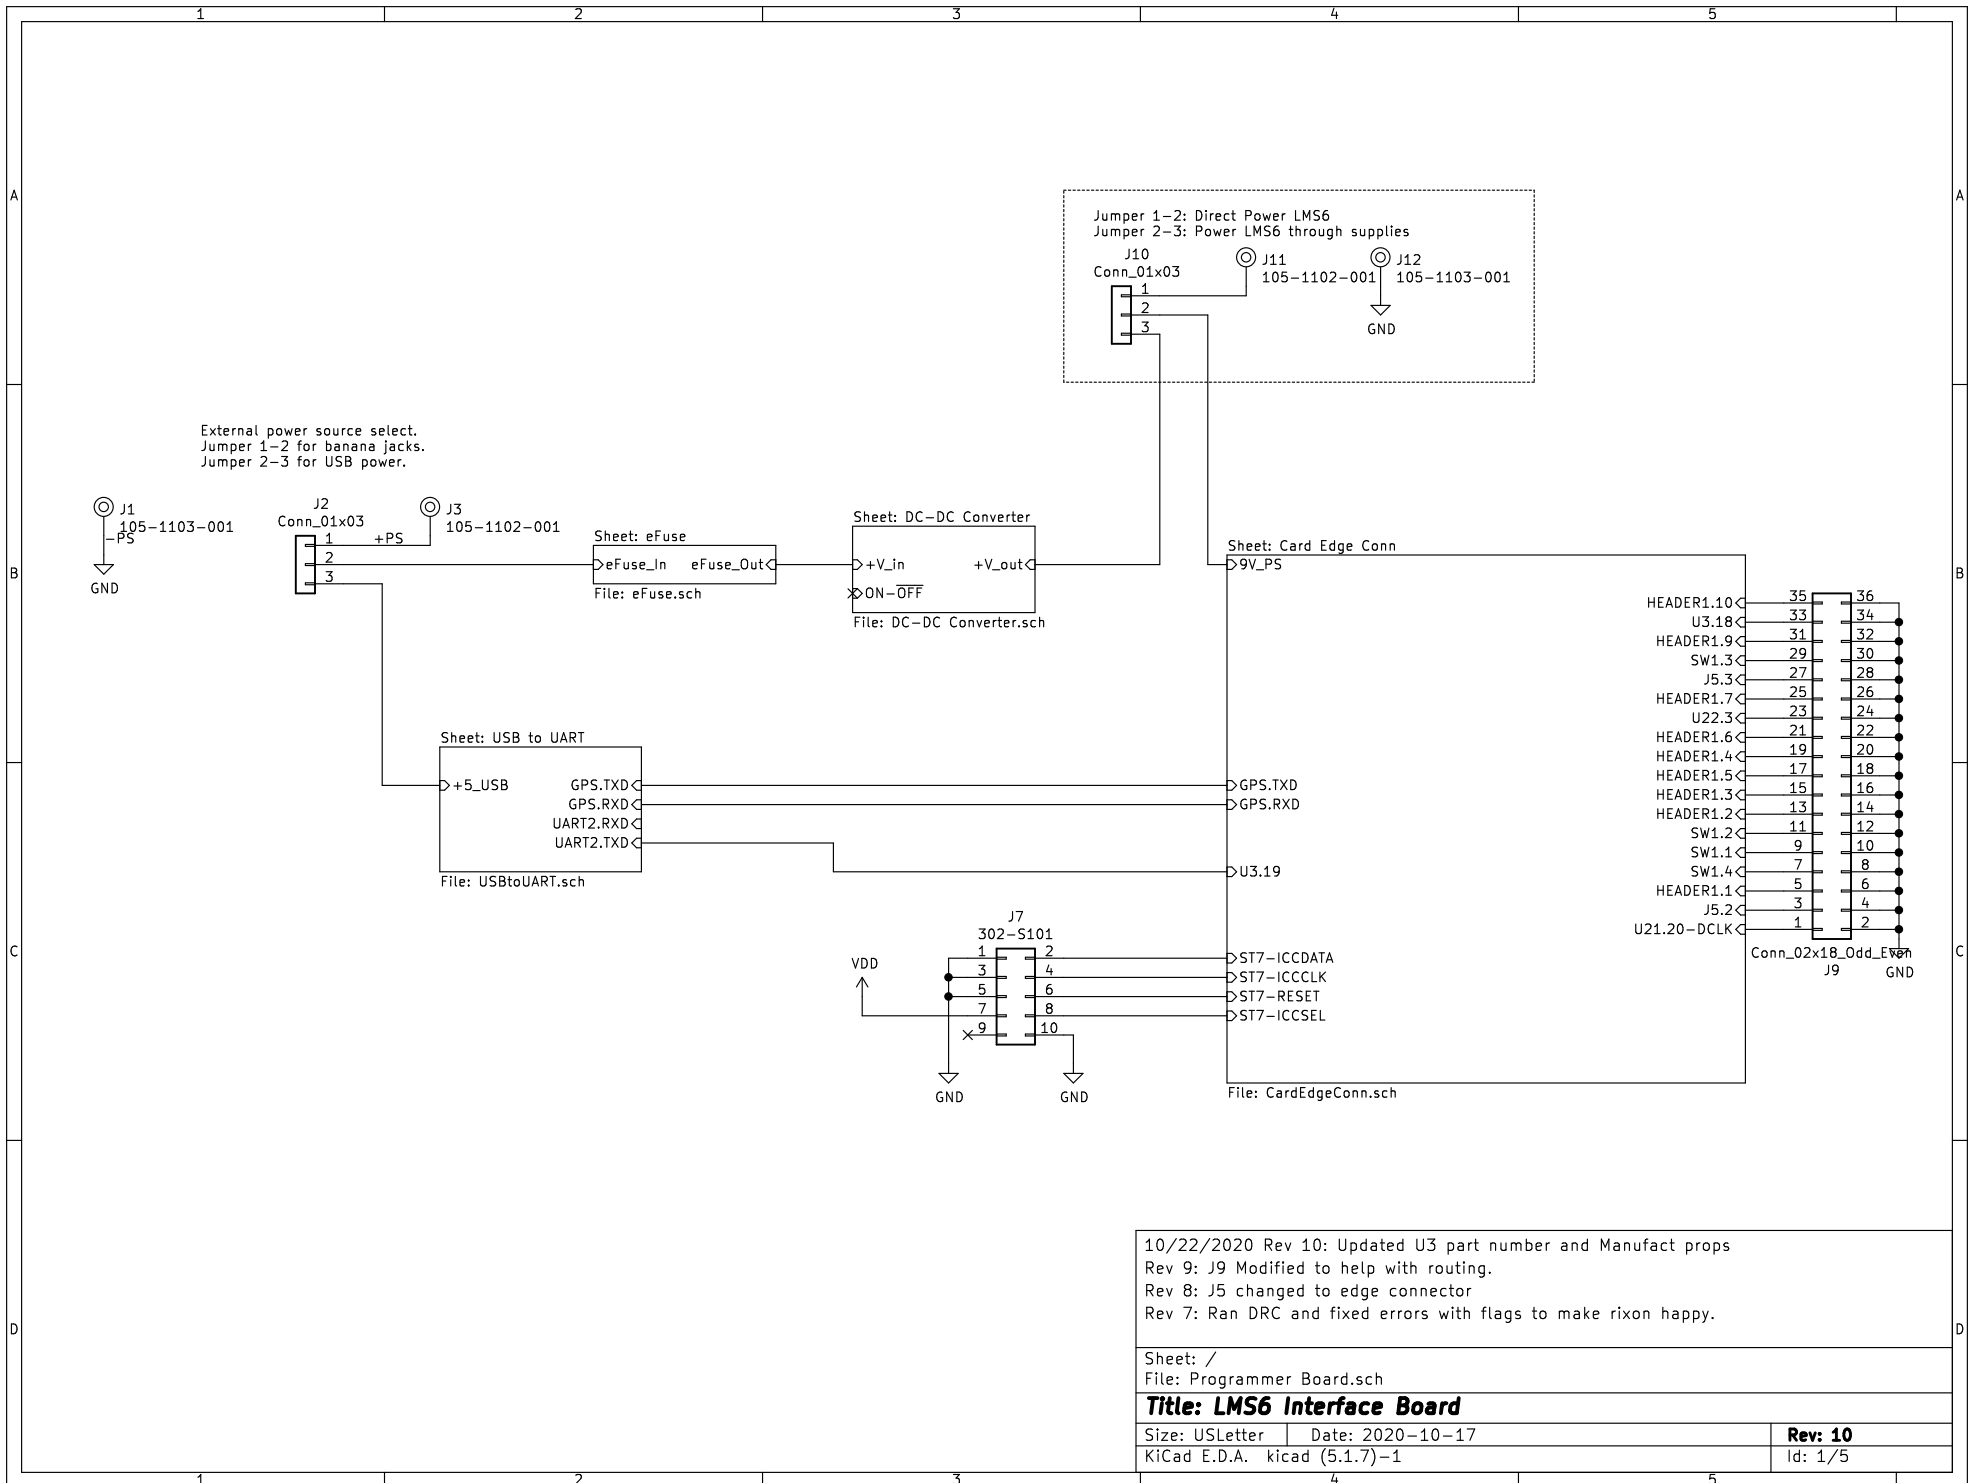 1 2 3 4 5
A A
Jumper 1-2: Direct Power LMS6
Jumper 2-3: Power LMS6 through supplies
J10
Conn_01x03
1
2
3
J11
105-1102-001
J12
105-1103-001
GND
External power source select.
Jumper 1-2 for banana jacks.
Jumper 2-3 for USB power.
J1
105-1103-001
-PS
GND
J2
Conn_01x03
1
2
3
+PS
J3
105-1102-001
B B
Sheet: eFuse
eFuse_In eFuse_Out
File: eFuse.sch
Sheet: DC-DC Converter
+V_in +V_out
ON-OFF
File: DC-DC Converter.sch
Sheet: Card Edge Conn
9V_PS
HEADER1.10 35 36
U3.18 33 34
HEADER1.9 31 32
SW1.3 29 30
J5.3 27 28
HEADER1.7 25 26
U22.3 23 24
HEADER1.6 21 22
HEADER1.4 19 20
HEADER1.5 17 18
HEADER1.3 15 16
HEADER1.2 13 14
SW1.2 11 12
SW1.1 9 10
SW1.4 7 8
HEADER1.1 5 6
J5.2 3 4
U21.20-DCLK 1 2
Conn_02x18_Odd_Even
J9
GND
Sheet: USB to UART
+5_USB GPS.TXD
GPS.RXD
UART2.RXD
UART2.TXD
File: USBtoUART.sch
GPS.TXD
GPS.RXD
U3.19
C C
J7
302-S101
VDD
1 2 ST7-ICCDATA
3 4 ST7-ICCCLK
5 6 ST7-RESET
7 8 ST7-ICCSEL
9 10
GND GND
File: CardEdgeConn.sch
D D
10/22/2020 Rev 10: Updated U3 part number and Manufact props
Rev 9: J9 Modified to help with routing.
Rev 8: J5 changed to edge connector
Rev 7: Ran DRC and fixed errors with flags to make rixon happy.
Sheet: /
File: Programmer Board.sch
Title: LMS6 Interface Board
Size: USLetter Date: 2020-10-17 Rev: 10
KiCad E.D.A. kicad (5.1.7)-1 Id: 1/5
1 2 3 4 5